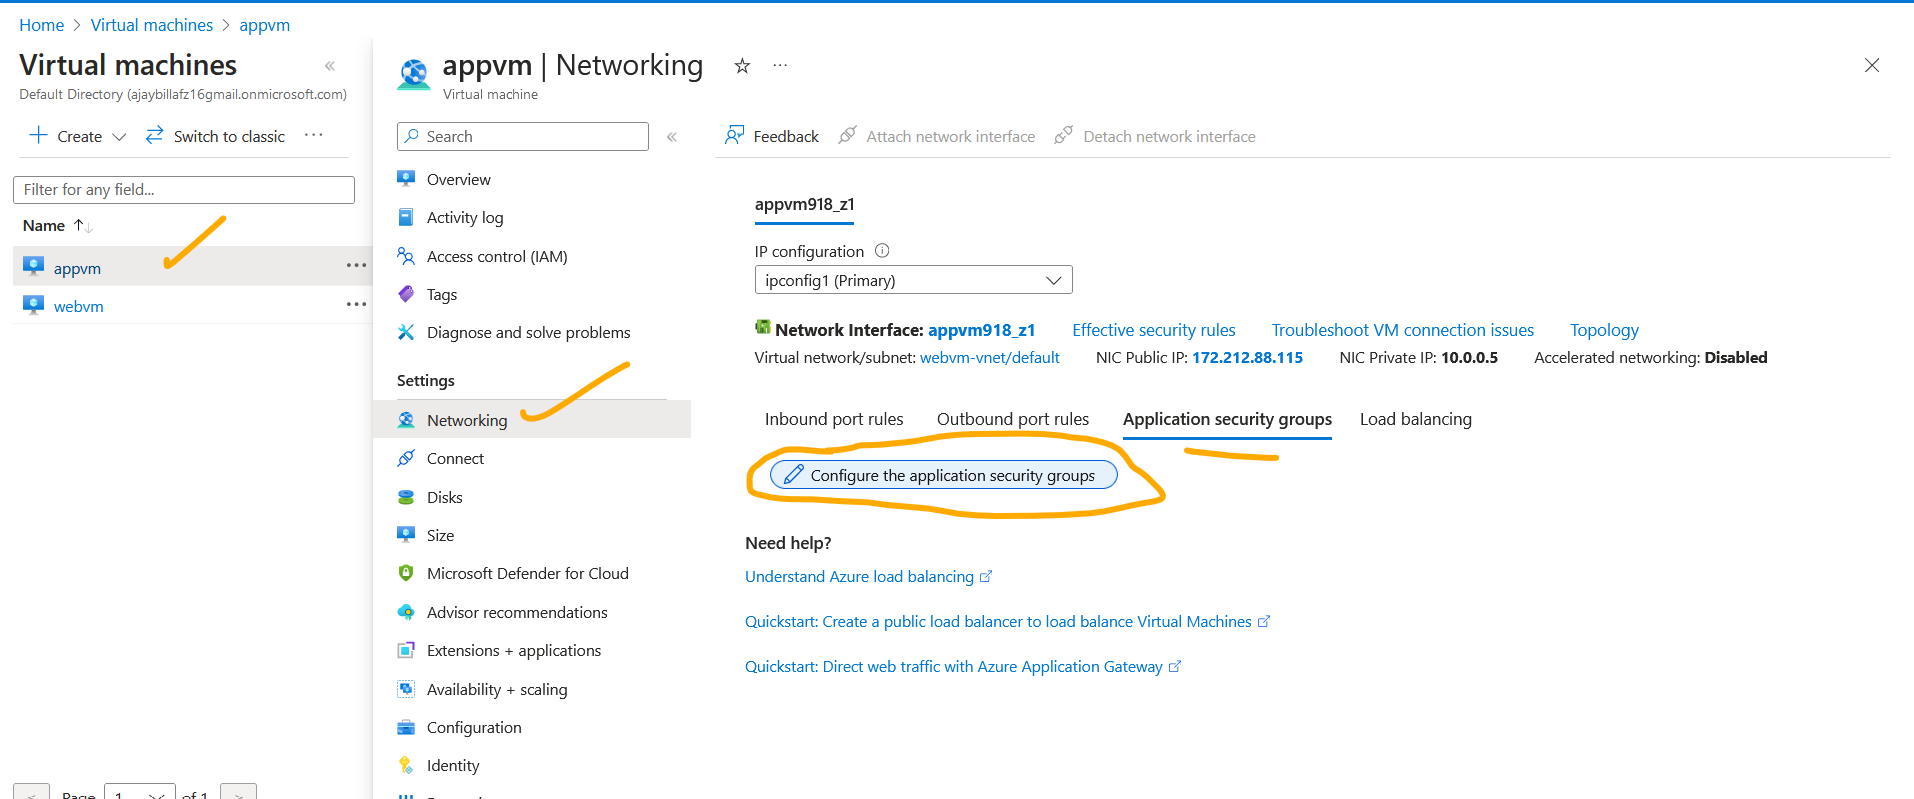 Home > Virtual machines > appvm
Virtual machines «
Default Directory (ajaybillafz16gmail.onmicrosoft.com)
+ Create Switch to classic ...
Filter for any field...
Name ↑↓
appvm ...
webvm ...
Page 1 of 1
appvm | Networking ☆ ...
Virtual machine
Search «
Overview
Activity log
Access control (IAM)
Tags
Diagnose and solve problems
Settings
Networking
Connect
Disks
Size
Microsoft Defender for Cloud
Advisor recommendations
Extensions + applications
Availability + scaling
Configuration
Identity
Feedback Attach network interface Detach network interface
appvm918_z1
IP configuration
ipconfig1 (Primary)
Network Interface: appvm918_z1 Effective security rules Troubleshoot VM connection issues Topology
Virtual network/subnet: webvm-vnet/default NIC Public IP: 172.212.88.115 NIC Private IP: 10.0.0.5 Accelerated networking: Disabled
Inbound port rules Outbound port rules Application security groups Load balancing
Configure the application security groups
Need help?
Understand Azure load balancing
Quickstart: Create a public load balancer to load balance Virtual Machines
Quickstart: Direct web traffic with Azure Application Gateway